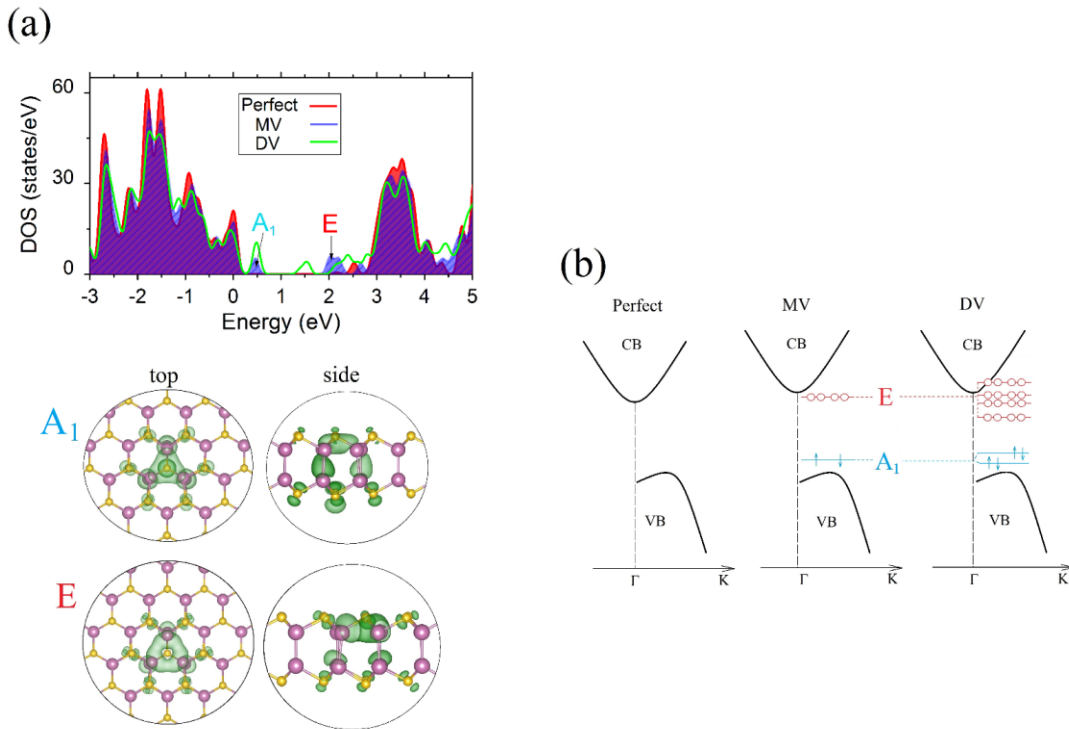 (a)
DOS (states/eV)
60
30
0
Perfect
MV
DV
A1
E
-3 -2 -1 0 1 2 3 4 5
Energy (eV)
top side
A1
E
(b)
Perfect MV DV
CB CB CB
E
A1
VB VB VB
Γ K Γ K Γ K